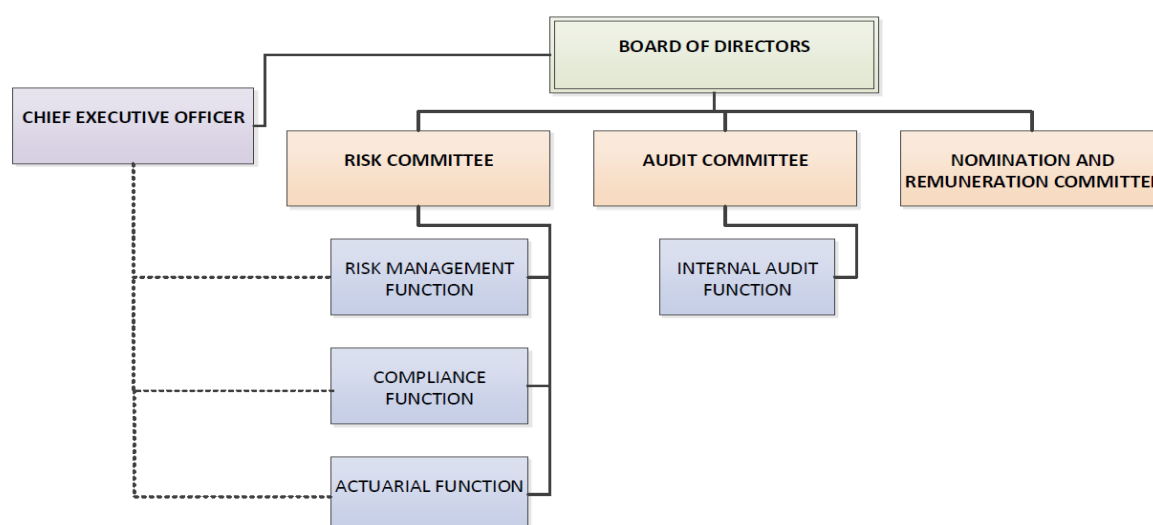 BOARD OF DIRECTORS
CHIEF EXECUTIVE OFFICER
RISK COMMITTEE
AUDIT COMMITTEE
NOMINATION AND
REMUNERATION COMMITTEE
RISK MANAGEMENT
FUNCTION
INTERNAL AUDIT
FUNCTION
COMPLIANCE
FUNCTION
ACTUARIAL FUNCTION